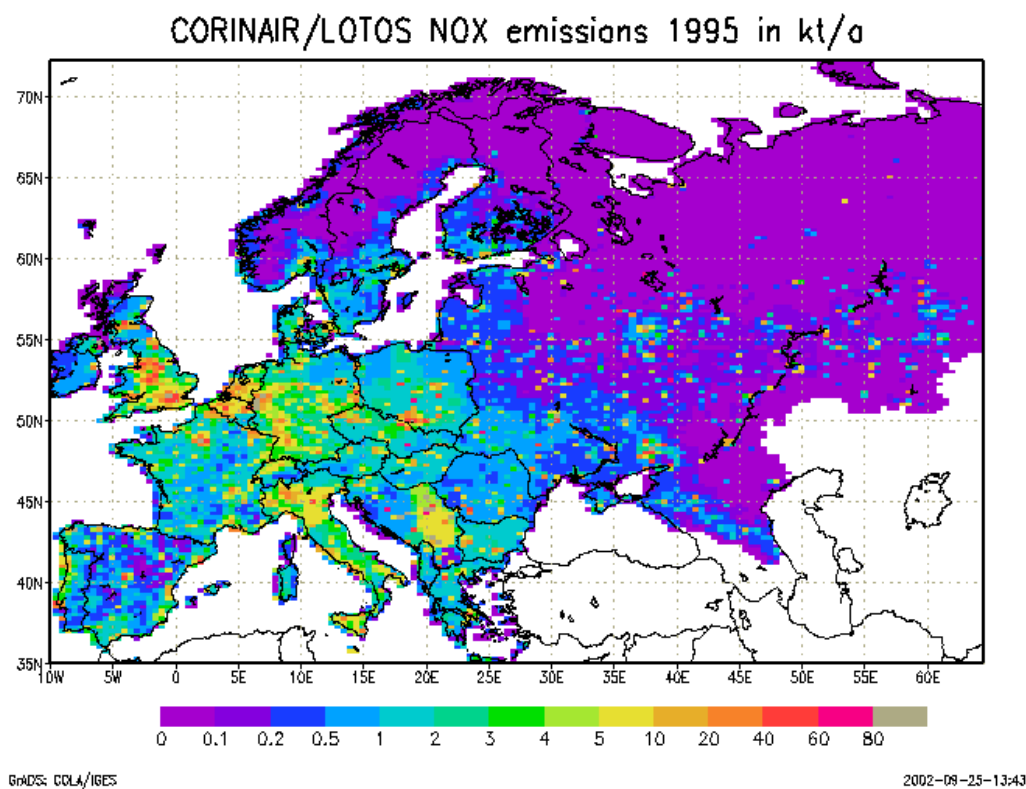 CORINAIR/LOTOS NOX emissions 1995 in kt/a
70N
65N
60N
55N
50N
45N
40N
35N
10W 5W 0 5E 10E 15E 20E 25E 30E 35E 40E 45E 50E 55E 60E
0 0.1 0.2 0.5 1 2 3 4 5 10 20 40 60 80
GrADS: COLA/IGES 2002-09-25-13:43